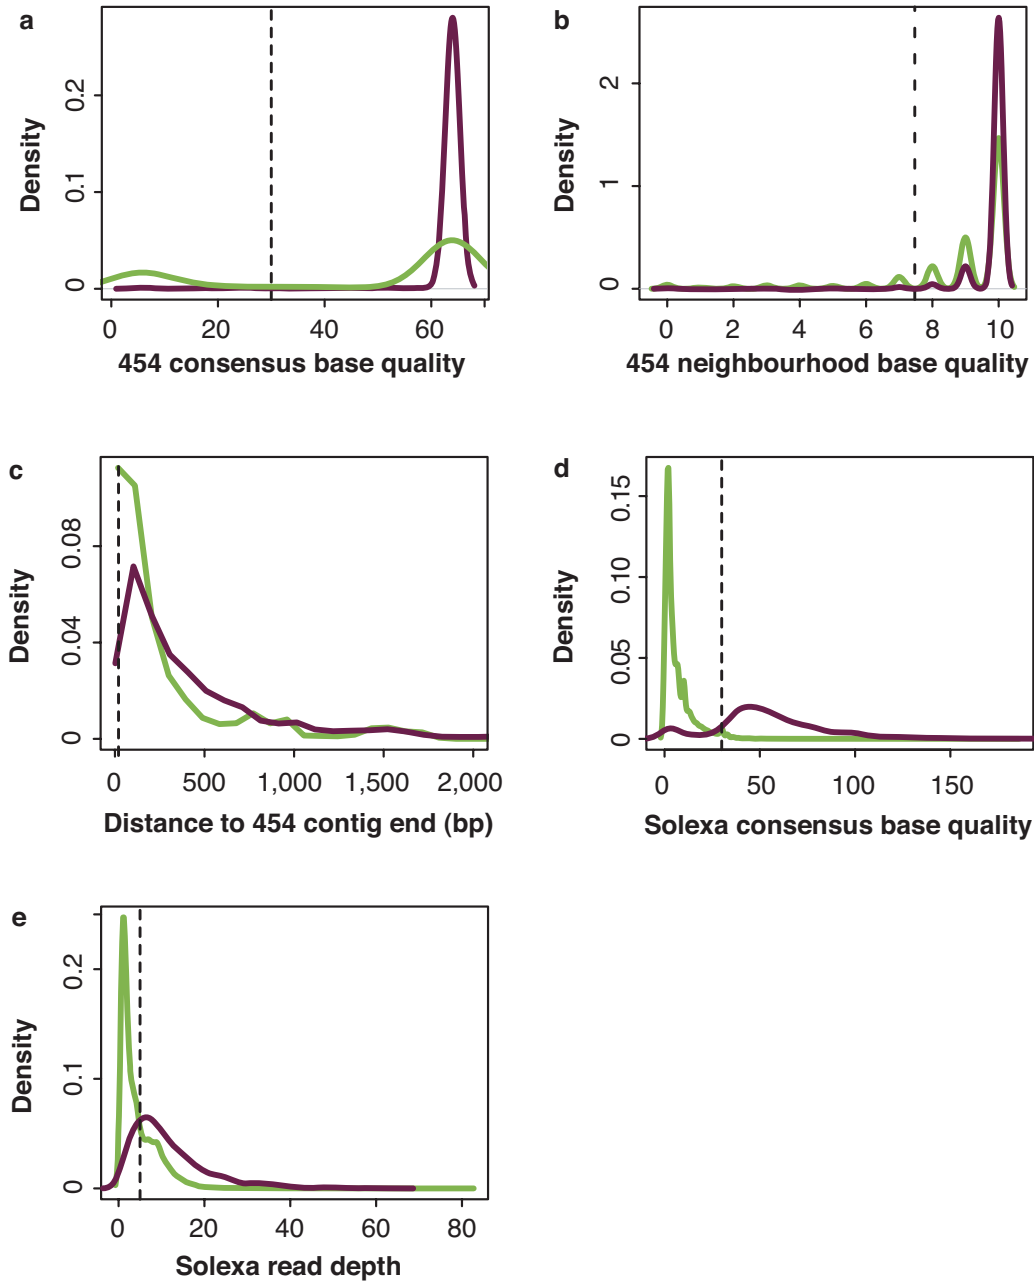 a
Density
0 0.1 0.2
0 20 40 60
454 consensus base quality
b
Density
0 1 2
0 2 4 6 8 10
454 neighbourhood base quality
c
Density
0 0.04 0.08
0 500 1,000 1,500 2,000
Distance to 454 contig end (bp)
d
Density
0 0.05 0.10 0.15
0 50 100 150
Solexa consensus base quality
e
Density
0 0.1 0.2
0 20 40 60 80
Solexa read depth